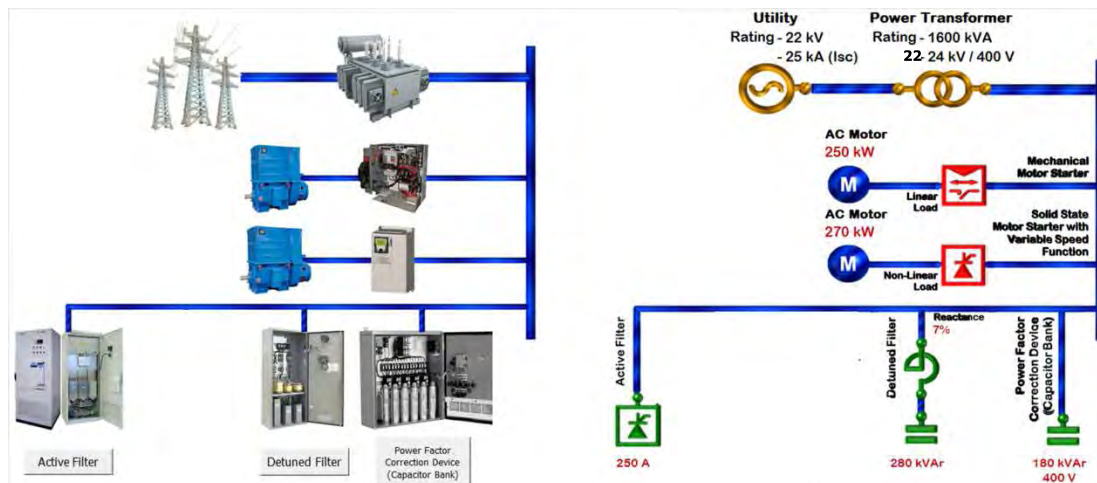 Active Filter
Detuned Filter
Power Factor
Correction Device
(Capacitor Bank)
Utility
Rating - 22 kV
- 25 kA (Isc)
Power Transformer
Rating - 1600 kVA
22- 24 kV / 400 V
AC Motor
250 kW
M
Linear
Load
Mechanical
Motor Starter
AC Motor
270 kW
M
Non-Linear
Load
Solid State
Motor Starter with
Variable Speed
Function
Active Filter
250 A
Reactance
7%
Detuned Filter
280 kVAr
Power Factor
Correction Device
(Capacitor Bank)
180 kVAr
400 V